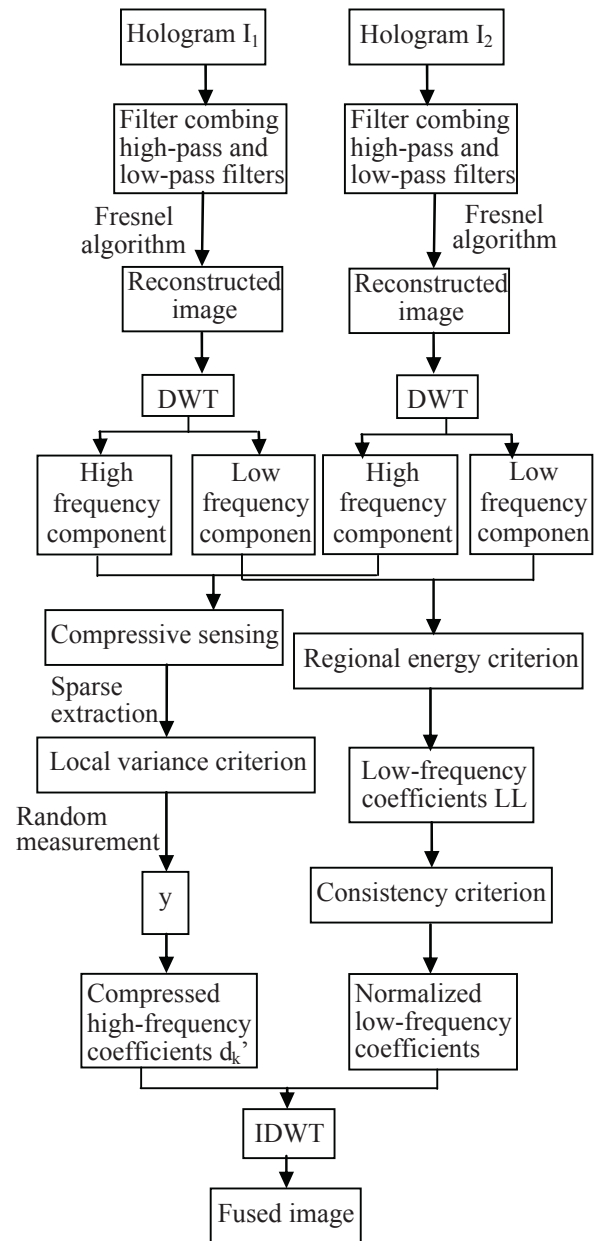 Hologram I₁
Hologram I₂
Filter combing
high-pass and
low-pass filters
Filter combing
high-pass and
low-pass filters
Fresnel
algorithm
Fresnel
algorithm
Reconstructed
image
Reconstructed
image
DWT
DWT
High
frequency
component
Low
frequency
componen
High
frequency
component
Low
frequency
componen
Compressive sensing
Regional energy criterion
Sparse
extraction
Local variance criterion
Low-frequency
coefficients LL
Random
measurement
y
Consistency criterion
Compressed
high-frequency
coefficients dₖ’
Normalized
low-frequency
coefficients
IDWT
Fused image